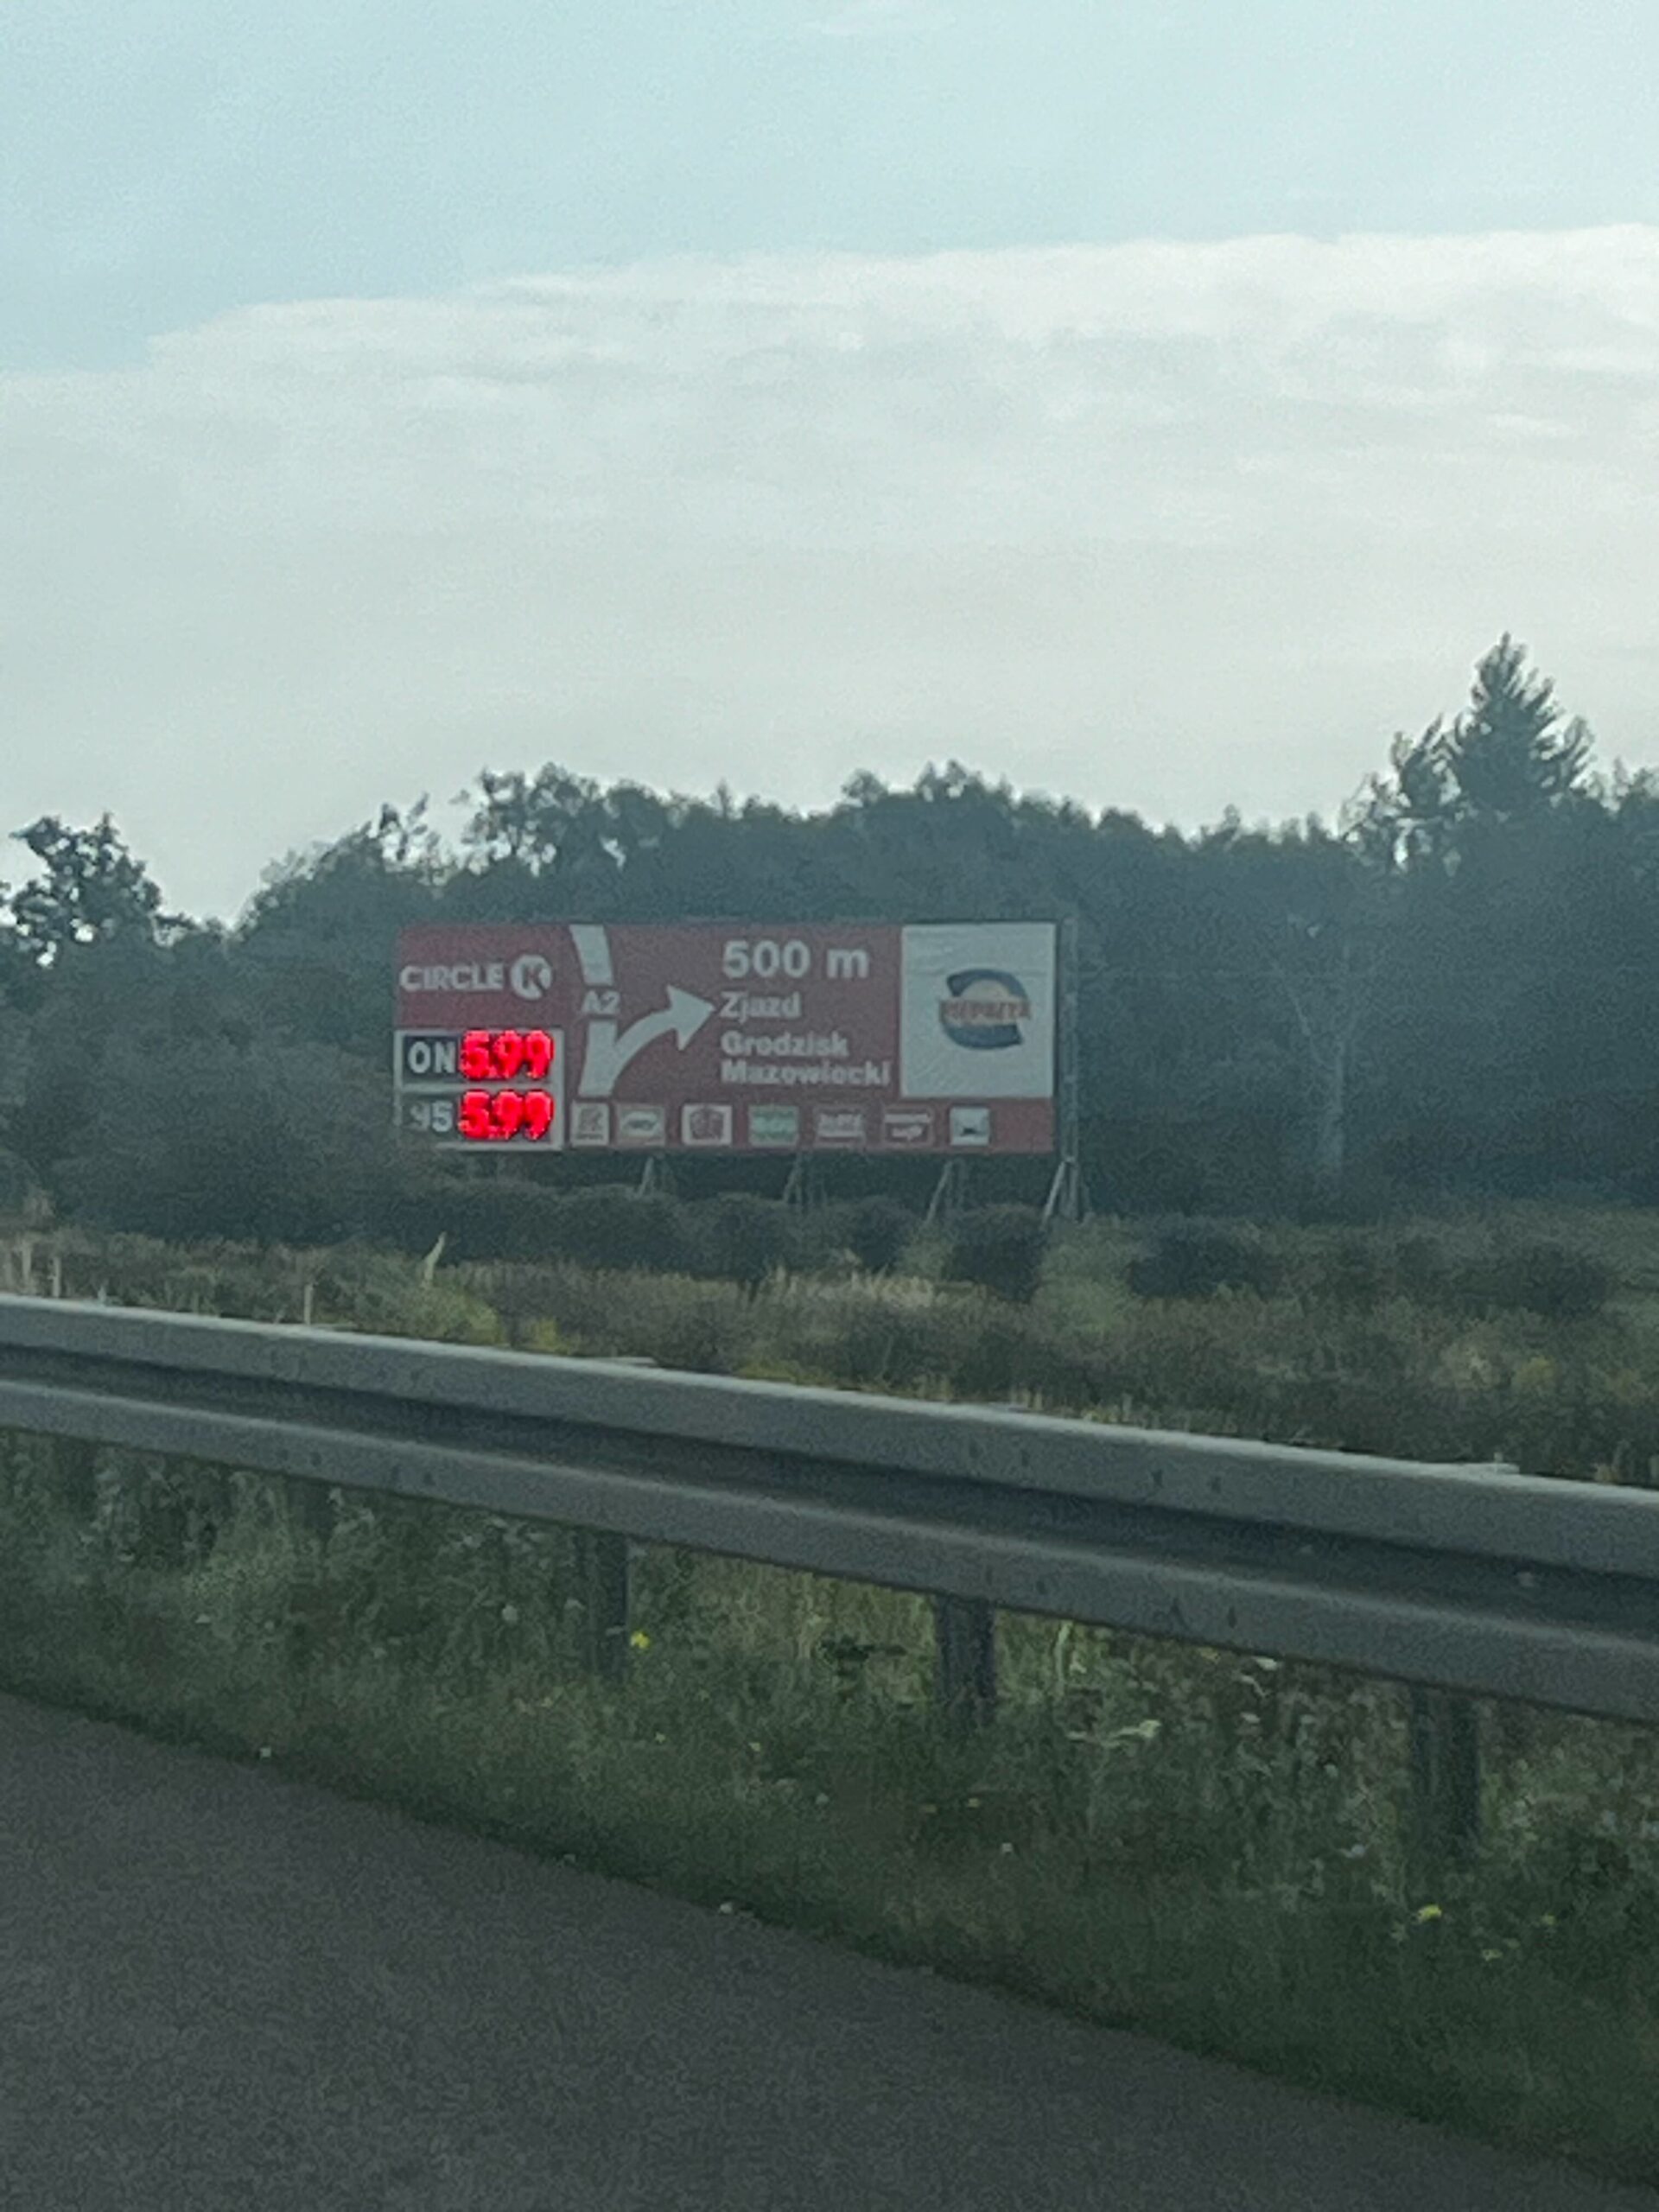 CIRCLE K
ON 5.99
95 5.99
A2
500 m
Zjazd
Grodzisk
Mazowiecki